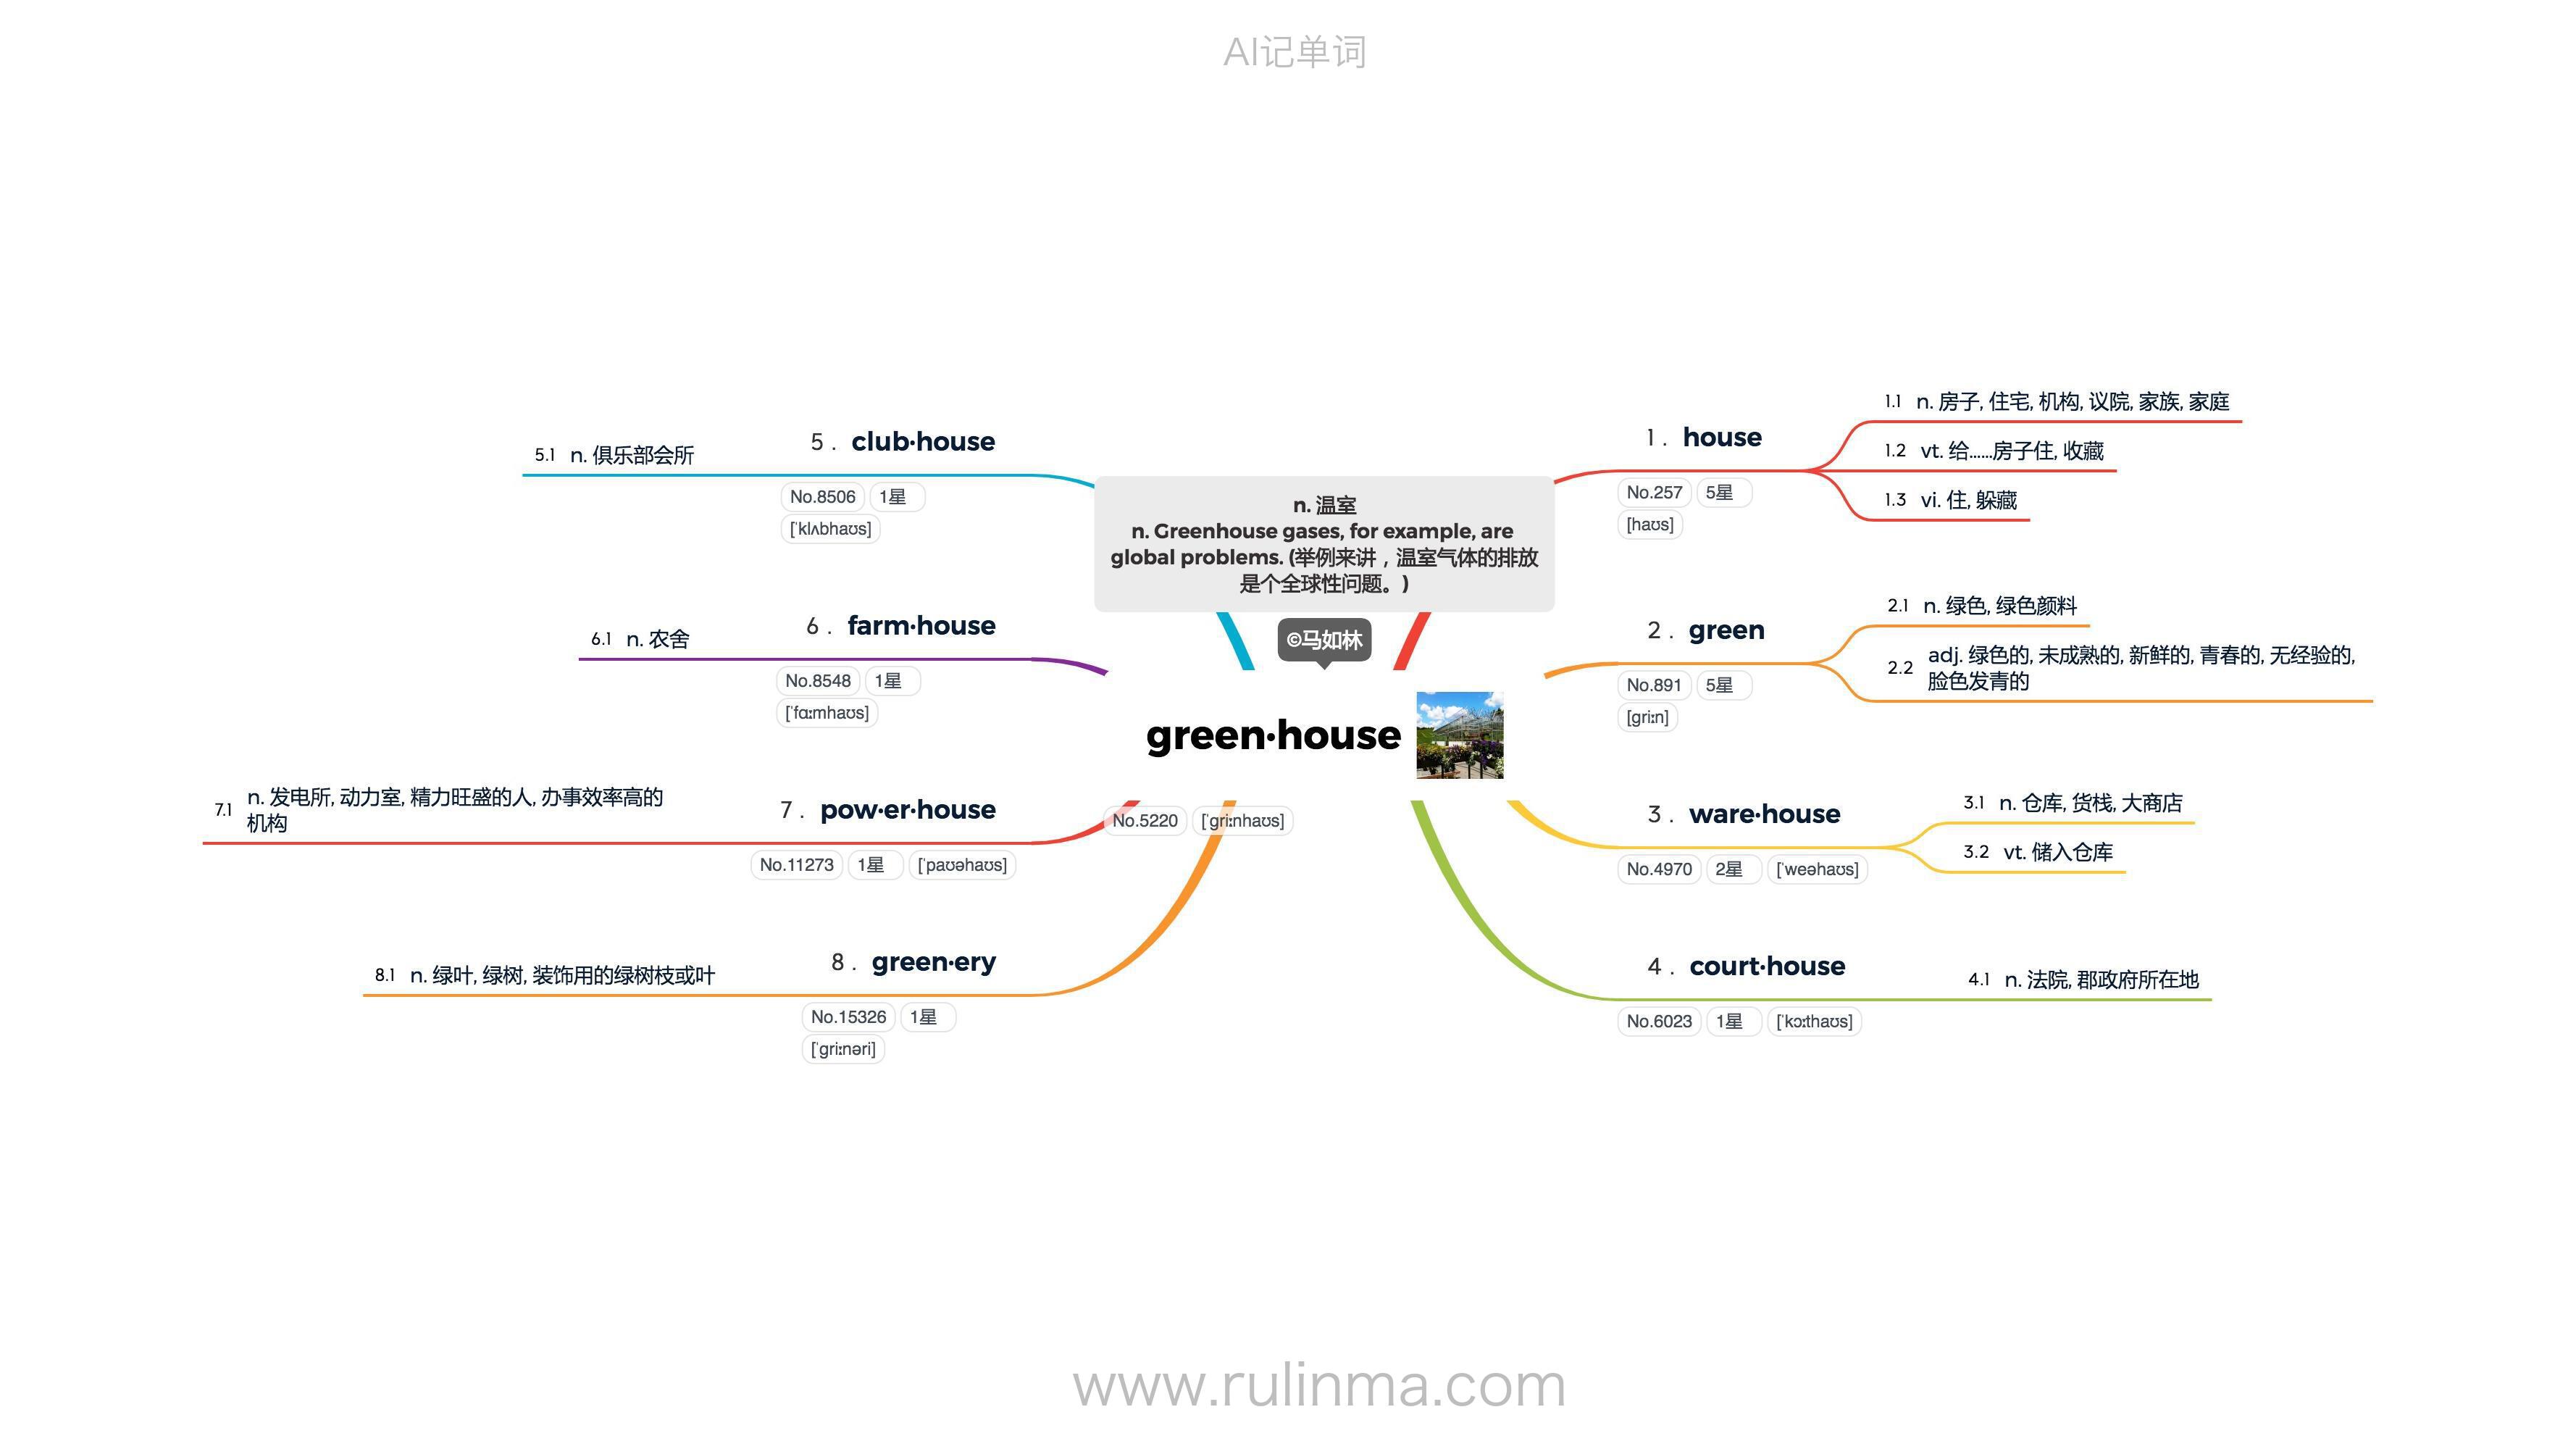 AI记单词
n. 温室
n. Greenhouse gases, for example, are
global problems. (举例来讲，温室气体的排放
是个全球性问题。)
©马如林
green·house
No.5220 [ˈɡriːnhaʊs]
1. house
No.257 5星
[haʊs]
1.1 n. 房子, 住宅, 机构, 议院, 家族, 家庭
1.2 vt. 给……房子住, 收藏
1.3 vi. 住, 躲藏
2. green
No.891 5星
[ɡriːn]
2.1 n. 绿色, 绿色颜料
2.2 adj. 绿色的, 未成熟的, 新鲜的, 青春的, 无经验的,
脸色发青的
3. ware·house
No.4970 2星 [ˈweəhaʊs]
3.1 n. 仓库, 货栈, 大商店
3.2 vt. 储入仓库
4. court·house
No.6023 1星 [ˈkɔːthaʊs]
4.1 n. 法院, 郡政府所在地
5. club·house
No.8506 1星
[ˈklʌbhaʊs]
5.1 n. 俱乐部会所
6. farm·house
No.8548 1星
[ˈfɑːmhaʊs]
6.1 n. 农舍
7. pow·er·house
No.11273 1星 [ˈpaʊəhaʊs]
7.1 n. 发电所, 动力室, 精力旺盛的人, 办事效率高的
机构
8. green·ery
No.15326 1星
[ˈɡriːnəri]
8.1 n. 绿叶, 绿树, 装饰用的绿树枝或叶
www.rulinma.com